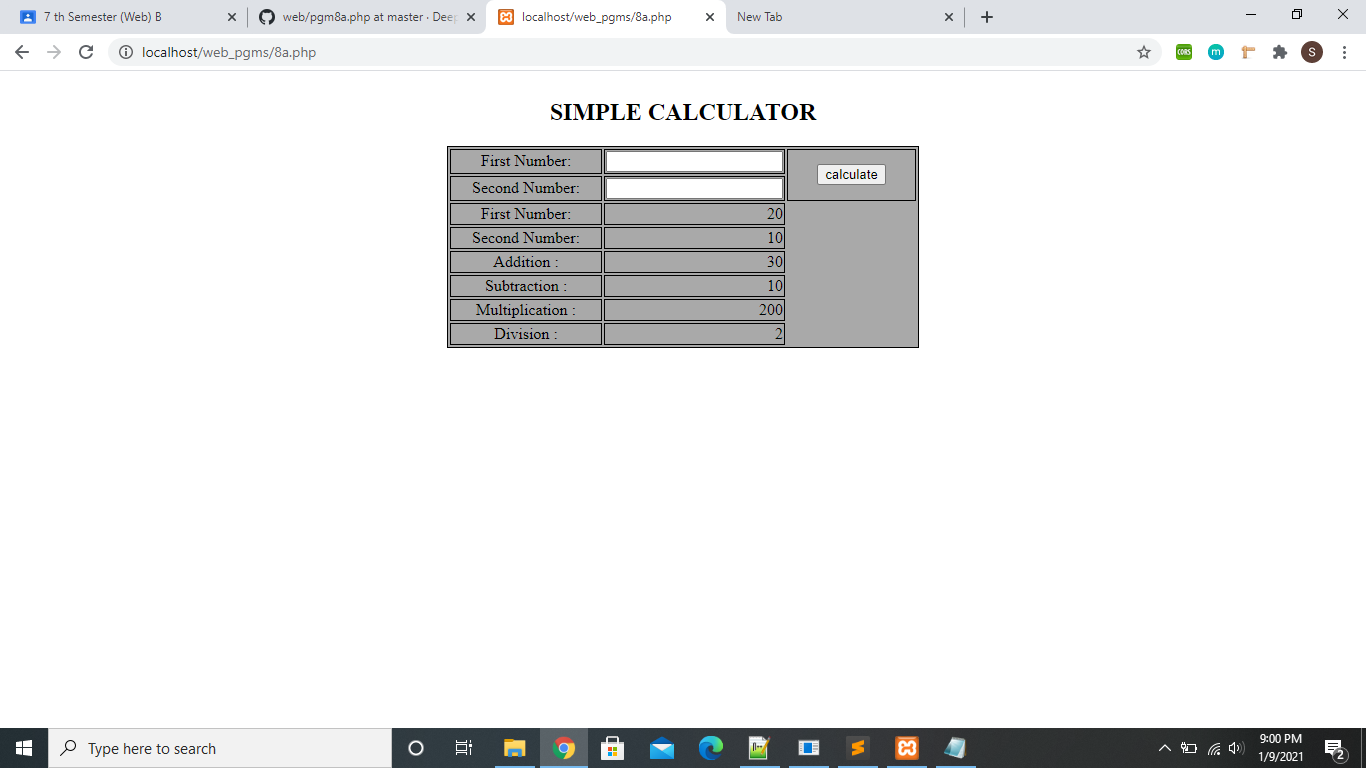 7 th Semester (Web) B
web/pgm8a.php at master · Deep
localhost/web_pgms/8a.php
New Tab
localhost/web_pgms/8a.php
CORS
m
S
SIMPLE CALCULATOR
First Number:
calculate
Second Number:
First Number: 20
Second Number: 10
Addition : 30
Subtraction : 10
Multiplication : 200
Division : 2
Type here to search
9:00 PM
1/9/2021
2